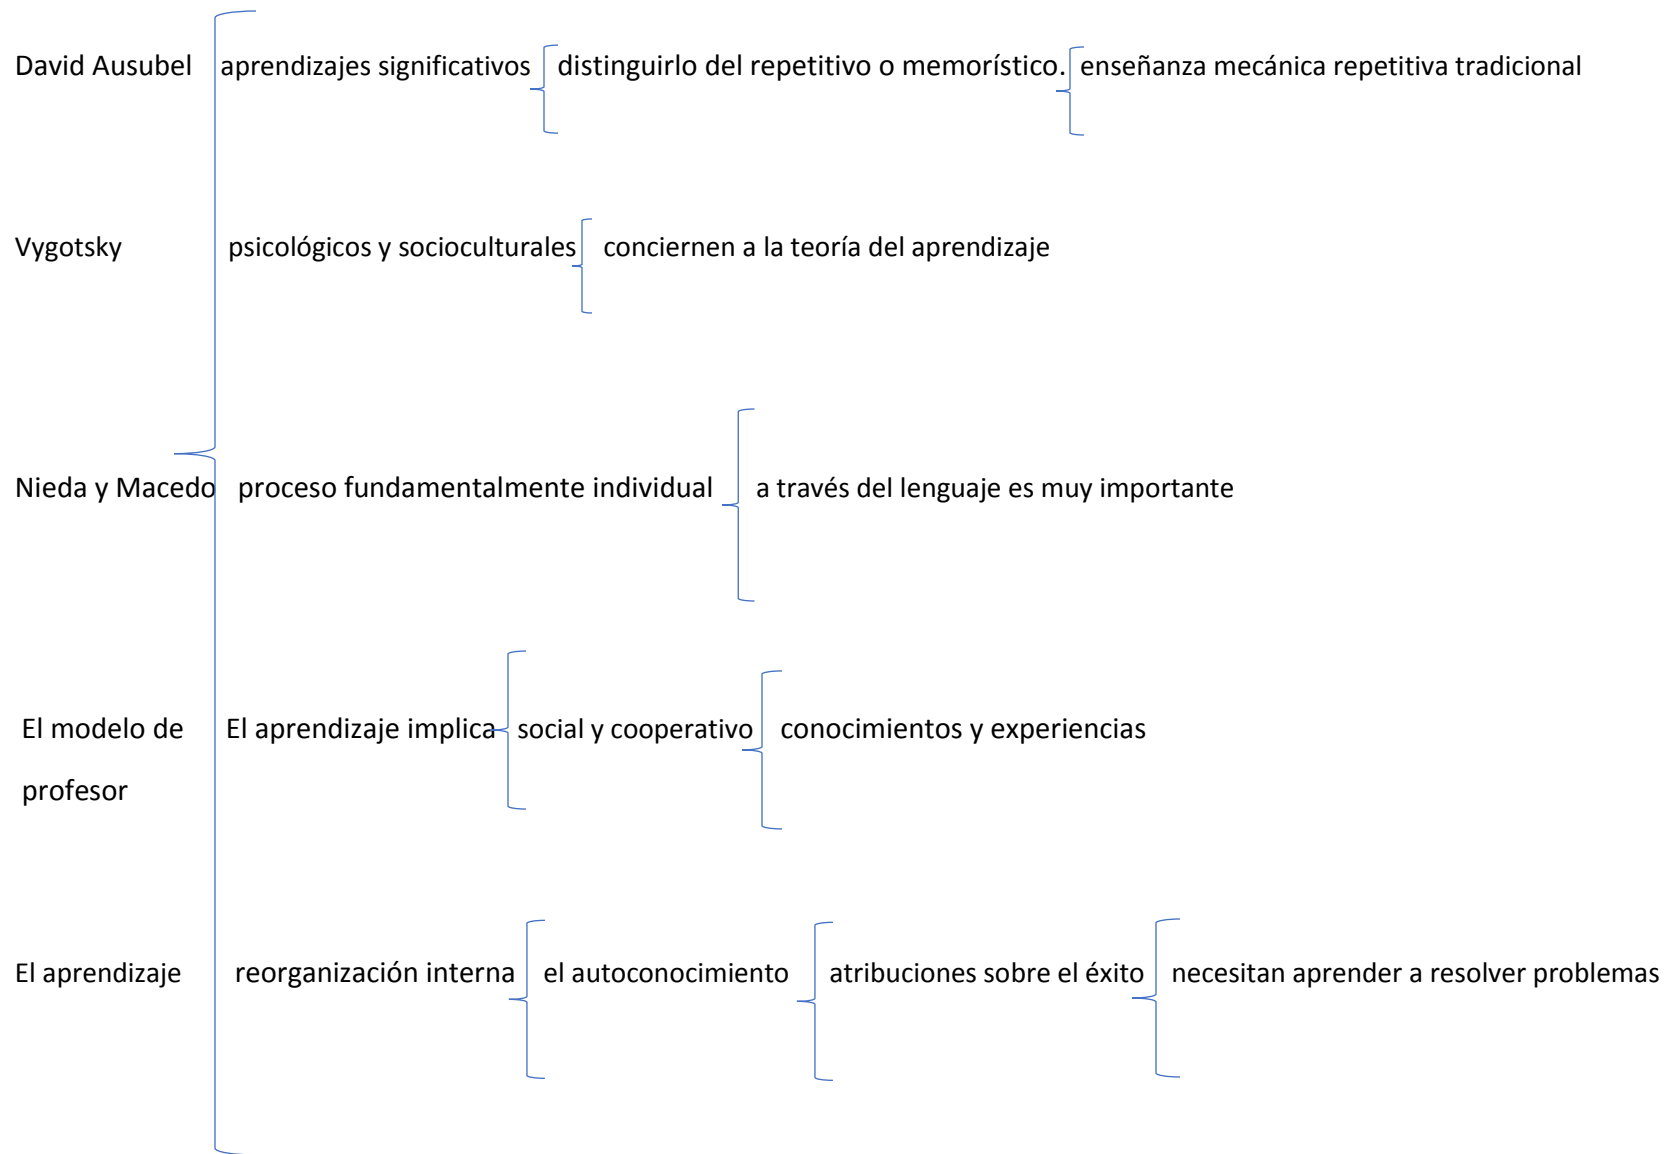 David Ausubel aprendizajes significativos distinguirlo del repetitivo o memorístico. enseñanza mecánica repetitiva tradicional
Vygotsky psicológicos y socioculturales conciernen a la teoría del aprendizaje
Nieda y Macedo proceso fundamentalmente individual a través del lenguaje es muy importante
El modelo de El aprendizaje implica social y cooperativo conocimientos y experiencias
profesor
El aprendizaje reorganización interna el autoconocimiento atribuciones sobre el éxito necesitan aprender a resolver problemas